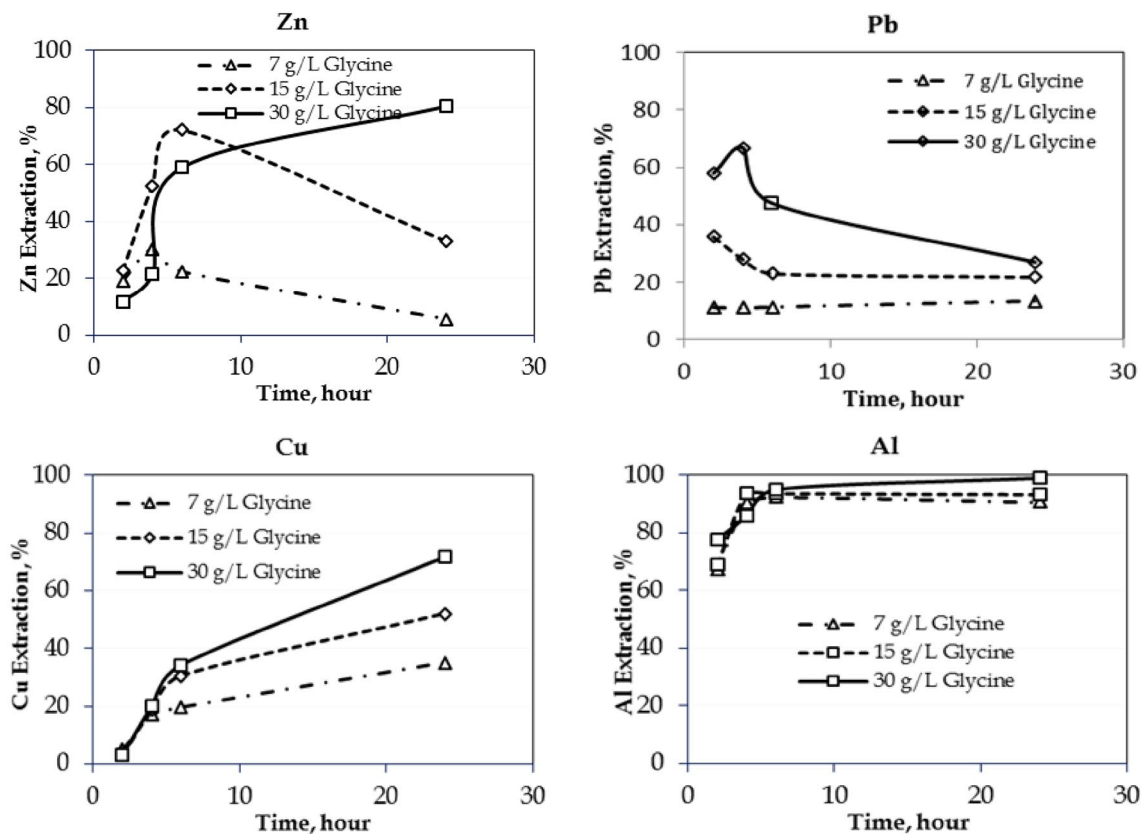 Zn
Zn Extraction, %
100
80
60
40
20
0
7 g/L Glycine
15 g/L Glycine
30 g/L Glycine
0 10 20 30
Time, hour
Pb
Pb Extraction, %
100
80
60
40
20
0
7 g/L Glycine
15 g/L Glycine
30 g/L Glycine
0 10 20 30
Time, hour
Cu
Cu Extraction, %
100
80
60
40
20
0
7 g/L Glycine
15 g/L Glycine
30 g/L Glycine
0 10 20 30
Time, hour
Al
Al Extraction, %
100
80
60
40
20
0
7 g/L Glycine
15 g/L Glycine
30 g/L Glycine
0 10 20 30
Time, hour